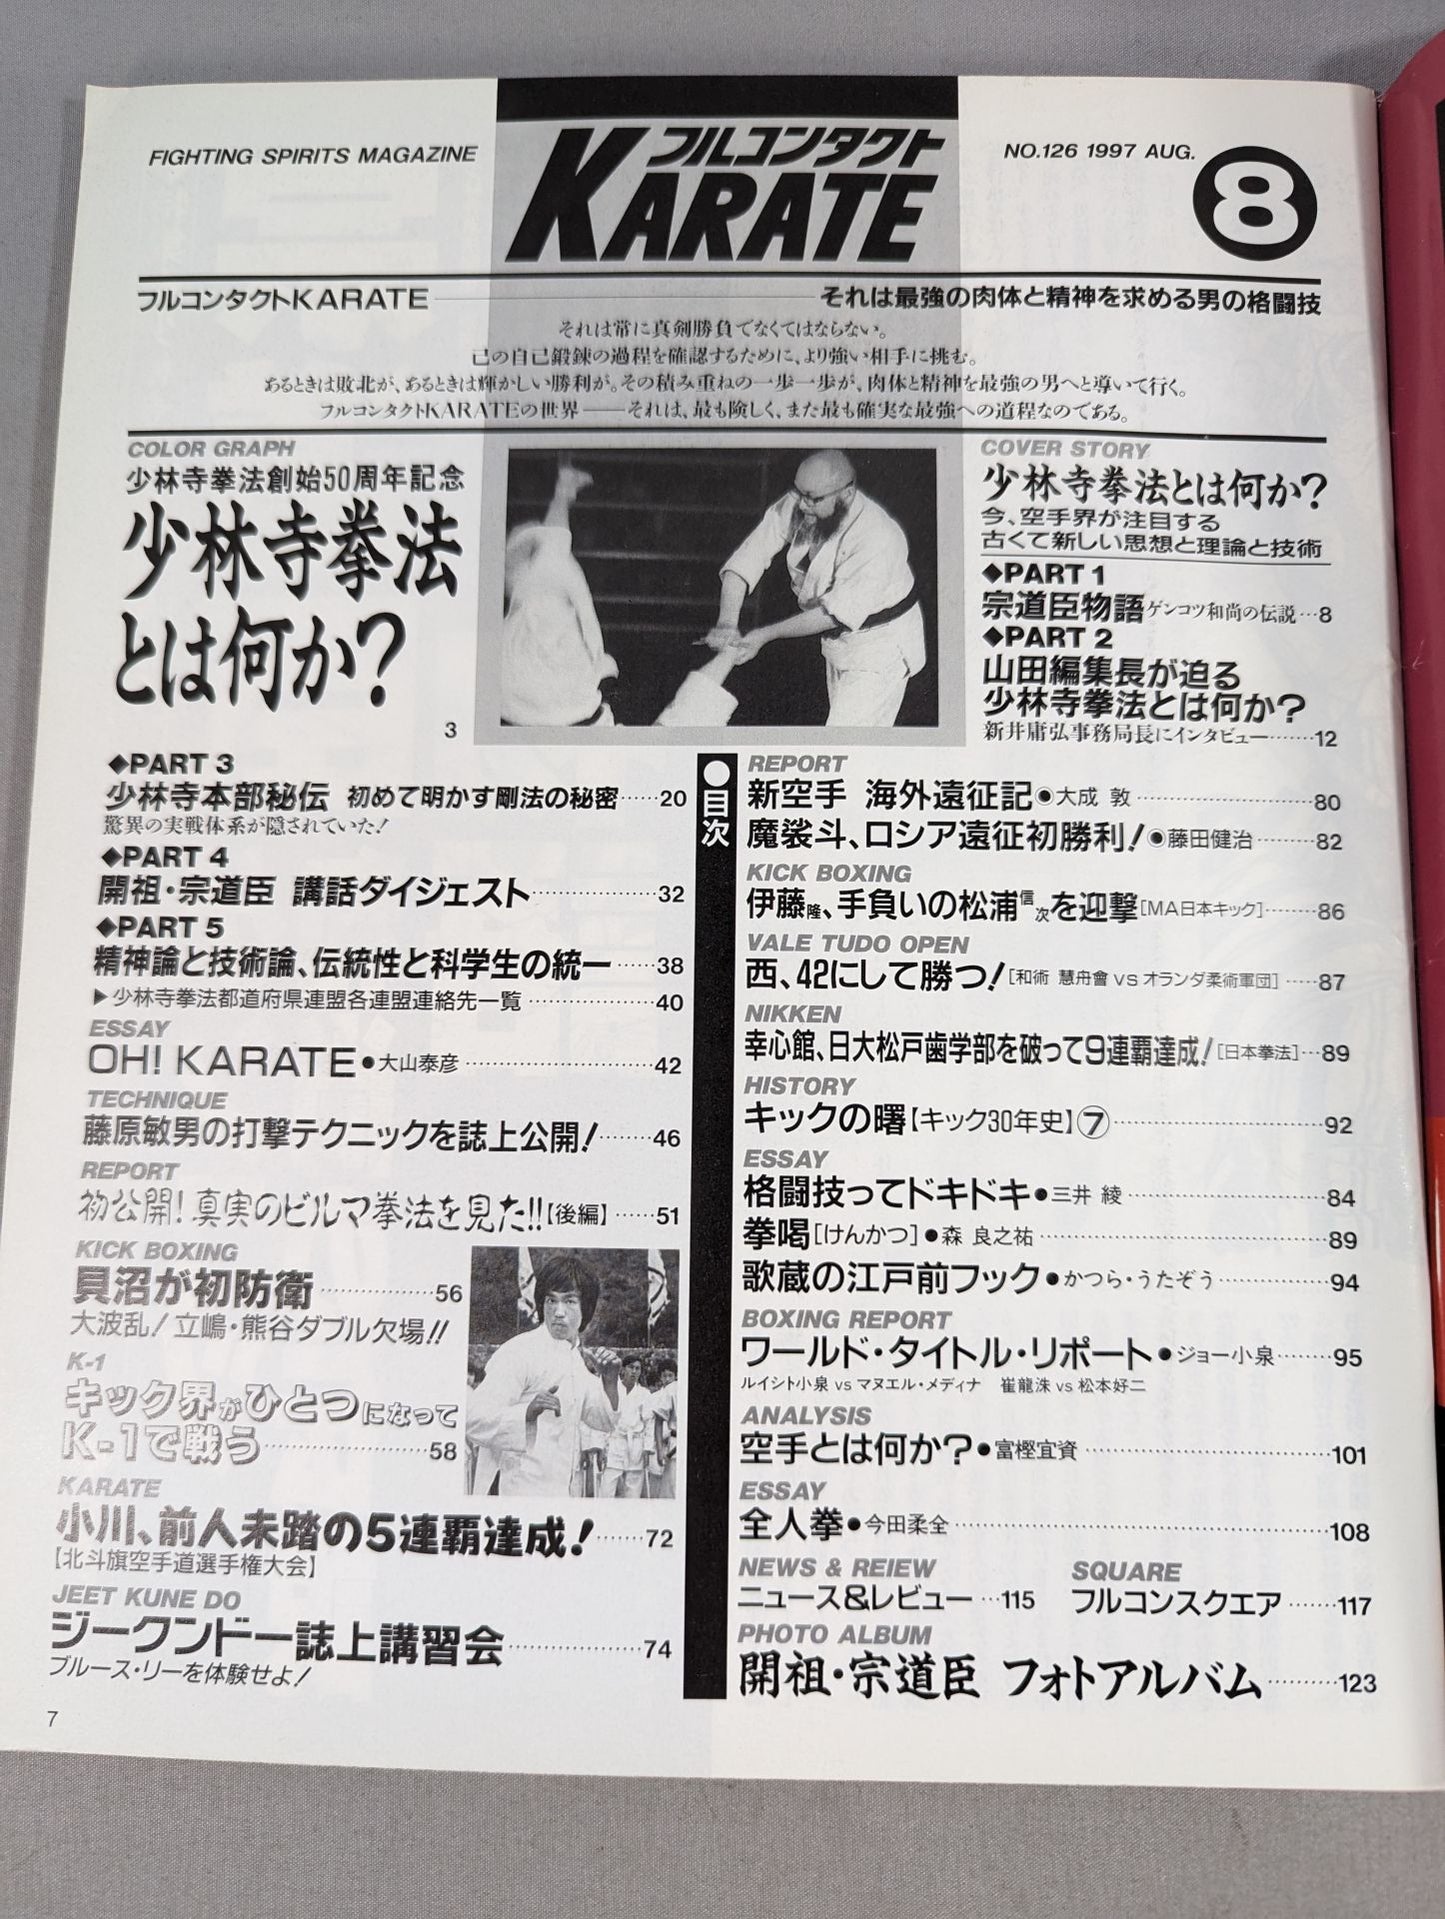 FIGHTING SPIRITS MAGAZINE
フルコンタクト
KARATE
NO.126 1997 AUG.
8
フルコンタクトKARATE
それは最強の肉体と精神を求める男の格闘技
それは常に真剣勝負でなくてはならない。
己の自己鍛錬の過程を確認するために、より強い相手に挑む。
あるときは敗北が、あるときは輝かしい勝利が。その積み重ねの一歩一歩が、肉体と精神を最強の男へと導いて行く。
フルコンタクトKARATEの世界――それは、最も険しく、また最も確実な最強への道程なのである。
COLOR GRAPH
少林寺拳法創始50周年記念
少林寺拳法
とは何か?
3
COVER STORY
少林寺拳法とは何か?
今、空手界が注目する
古くて新しい思想と理論と技術
◆PART 1
宗道臣物語 ゲンコツ和尚の伝説…8
◆PART 2
山田編集長が迫る
少林寺拳法とは何か?
新井庸弘事務局長にインタビュー……12
◆PART 3
少林寺本部秘伝 初めて明かす剛法の秘密……20
驚異の実戦体系が隠されていた!
◆PART 4
開祖・宗道臣 講話ダイジェスト……32
◆PART 5
精神論と技術論、伝統性と科学生の統一……38
▶少林寺拳法都道府県連盟各連盟連絡先一覧……40
ESSAY
OH! KARATE●大山泰彦……42
TECHNIQUE
藤原敏男の打撃テクニックを誌上公開!……46
REPORT
初公開!真実のビルマ拳法を見た!!【後編】……51
KICK BOXING
貝沼が初防衛……56
大波乱!立嶋・熊谷ダブル欠場!!
K-1
キック界がひとつになって
K-1で戦う……58
KARATE
小川、前人未踏の5連覇達成!……72
【北斗旗空手道選手権大会】
JEET KUNE DO
ジークンドー誌上講習会……74
ブルース・リーを体験せよ!
7
●目次
REPORT
新空手 海外遠征記◉大成 敦……80
魔裟斗、ロシア遠征初勝利!◉藤田健治……82
KICK BOXING
伊藤隆、手負いの松浦信次を迎撃[MA日本キック]……86
VALE TUDO OPEN
西、42にして勝つ![和術 慧舟會 vs オランダ柔術軍団]……87
NIKKEN
幸心館、日大松戸歯学部を破って9連覇達成![日本拳法]…89
HISTORY
キックの曙【キック30年史】⑦……92
ESSAY
格闘技ってドキドキ●三井 綾……84
拳喝[けんかつ]●森 良之祐……89
歌蔵の江戸前フック●かつら・うたぞう……94
BOXING REPORT
ワールド・タイトル・リポート●ジョー小泉……95
ルイシト小泉 vs マヌエル・メディナ 崔龍洙 vs 松本好二
ANALYSIS
空手とは何か?●富樫宜資……101
ESSAY
全人拳●今田柔全……108
NEWS & REIEW
ニュース&レビュー…115
SQUARE
フルコンスクエア……117
PHOTO ALBUM
開祖・宗道臣 フォトアルバム……123